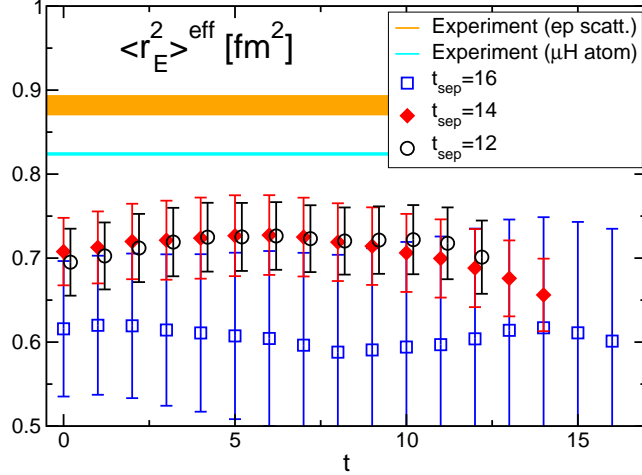 <r_E^2>^eff [fm^2]
Experiment (ep scatt.)
Experiment (μH atom)
t_sep=16
t_sep=14
t_sep=12
1
0.9
0.8
0.7
0.6
0.5
0 5 10 15
t